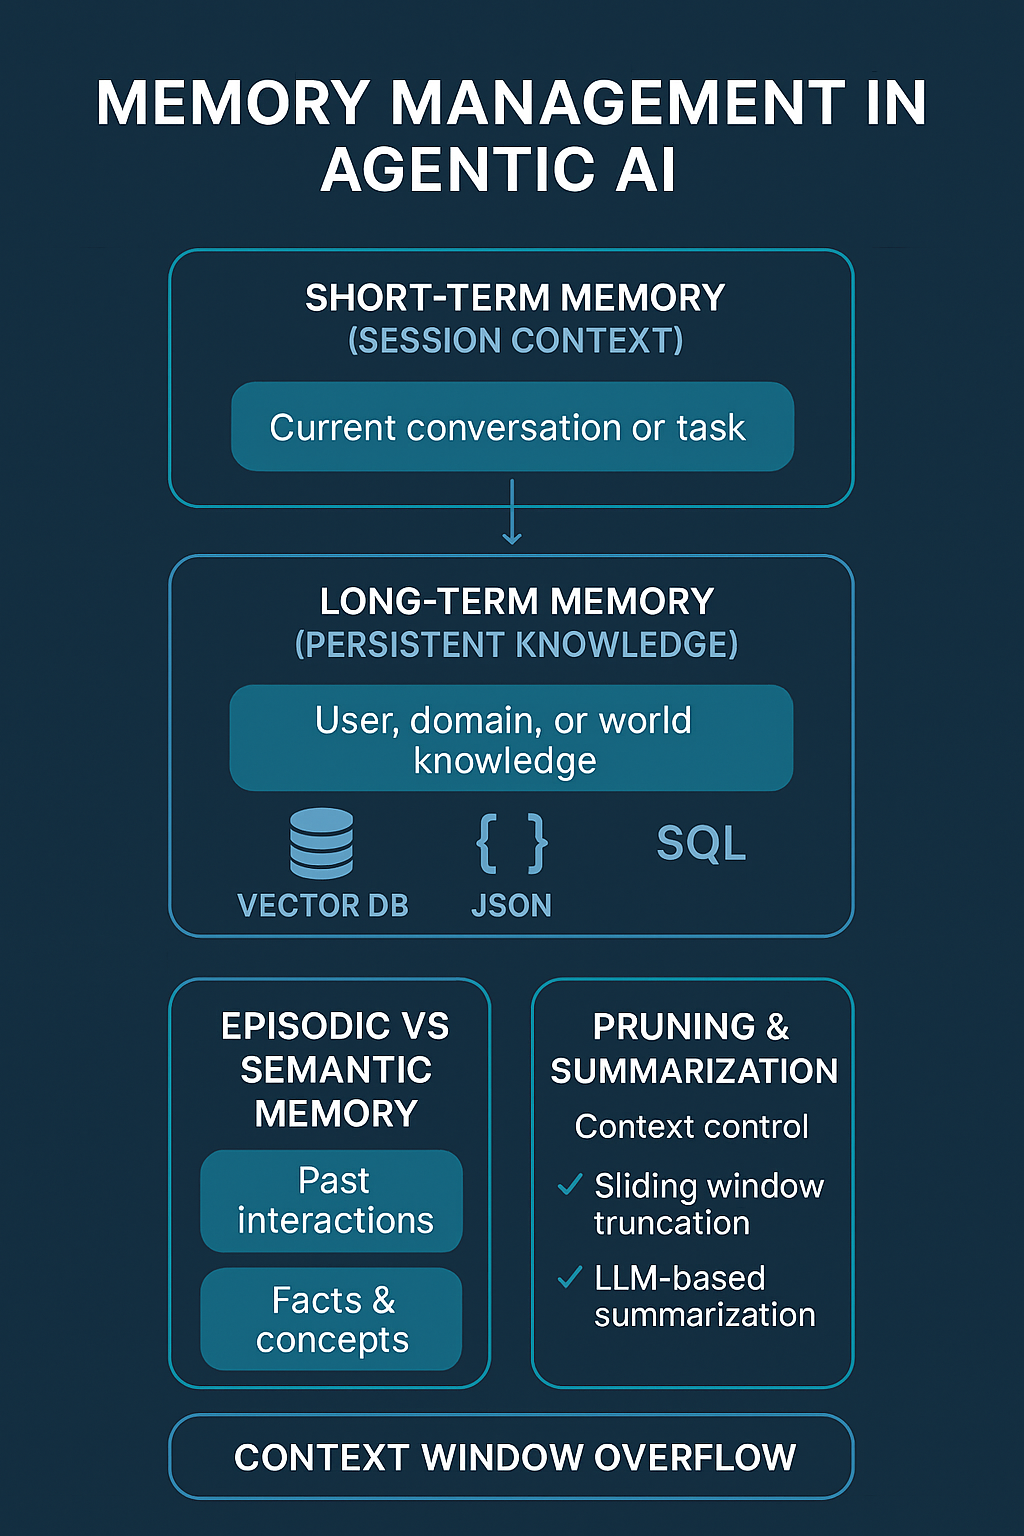 MEMORY MANAGEMENT IN
AGENTIC AI
SHORT-TERM MEMORY
(SESSION CONTEXT)
Current conversation or task
LONG-TERM MEMORY
(PERSISTENT KNOWLEDGE)
User, domain, or world
knowledge
{ }
SQL
VECTOR DB
JSON
EPISODIC VS
SEMANTIC
MEMORY
Past
interactions
Facts &
concepts
PRUNING &
SUMMARIZATION
Context control
✓ Sliding window
truncation
✓ LLM-based
summarization
CONTEXT WINDOW OVERFLOW